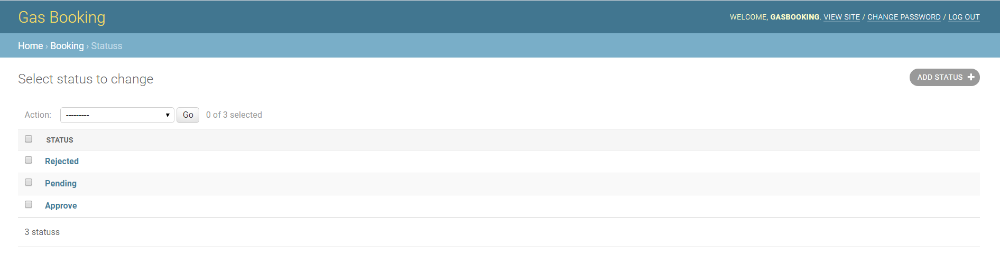 Gas Booking
WELCOME, GASBOOKING. VIEW SITE / CHANGE PASSWORD / LOG OUT
Home › Booking › Statuss
Select status to change
ADD STATUS +
Action: --------- Go 0 of 3 selected
STATUS
Rejected
Pending
Approve
3 statuss